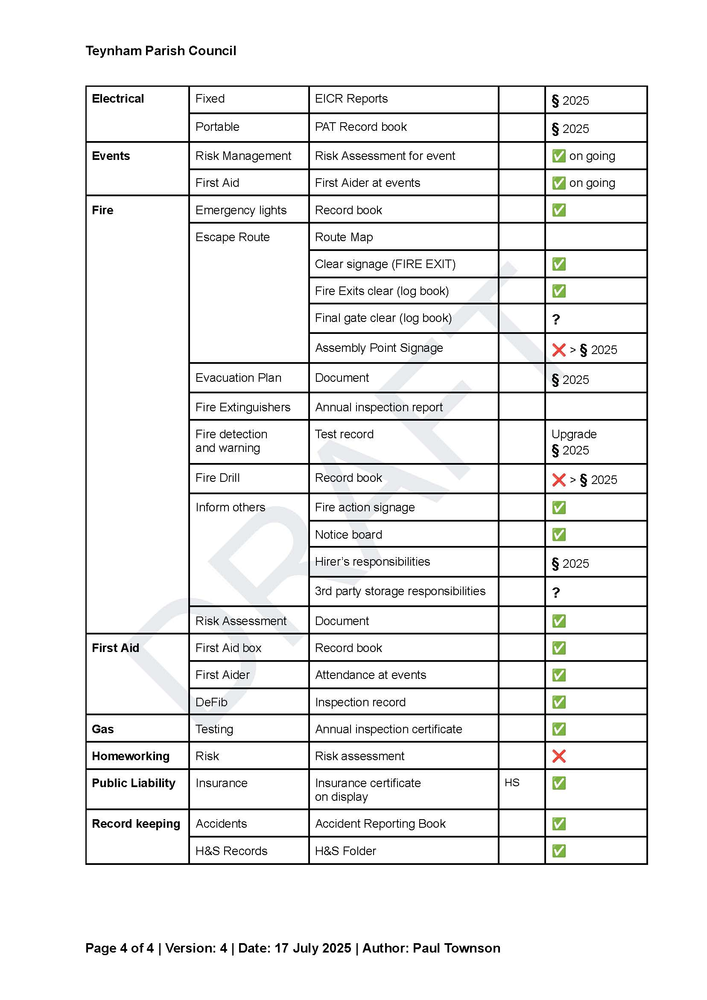 Teynham Parish Council
Electrical Fixed EICR Reports § 2025
Portable PAT Record book § 2025
Events Risk Management Risk Assessment for event ✅ on going
First Aid First Aider at events ✅ on going
Fire Emergency lights Record book ✅
Escape Route Route Map
Clear signage (FIRE EXIT) ✅
Fire Exits clear (log book) ✅
Final gate clear (log book) ?
Assembly Point Signage ❌ > § 2025
Evacuation Plan Document § 2025
Fire Extinguishers Annual inspection report
Fire detection Test record Upgrade
and warning § 2025
Fire Drill Record book ❌ > § 2025
Inform others Fire action signage ✅
Notice board ✅
Hirer’s responsibilities § 2025
3rd party storage responsibilities ?
Risk Assessment Document ✅
First Aid First Aid box Record book ✅
First Aider Attendance at events ✅
DeFib Inspection record ✅
Gas Testing Annual inspection certificate ✅
Homeworking Risk Risk assessment ❌
Public Liability Insurance Insurance certificate HS ✅
on display
Record keeping Accidents Accident Reporting Book ✅
H&S Records H&S Folder ✅
DRAFT
Page 4 of 4 | Version: 4 | Date: 17 July 2025 | Author: Paul Townson